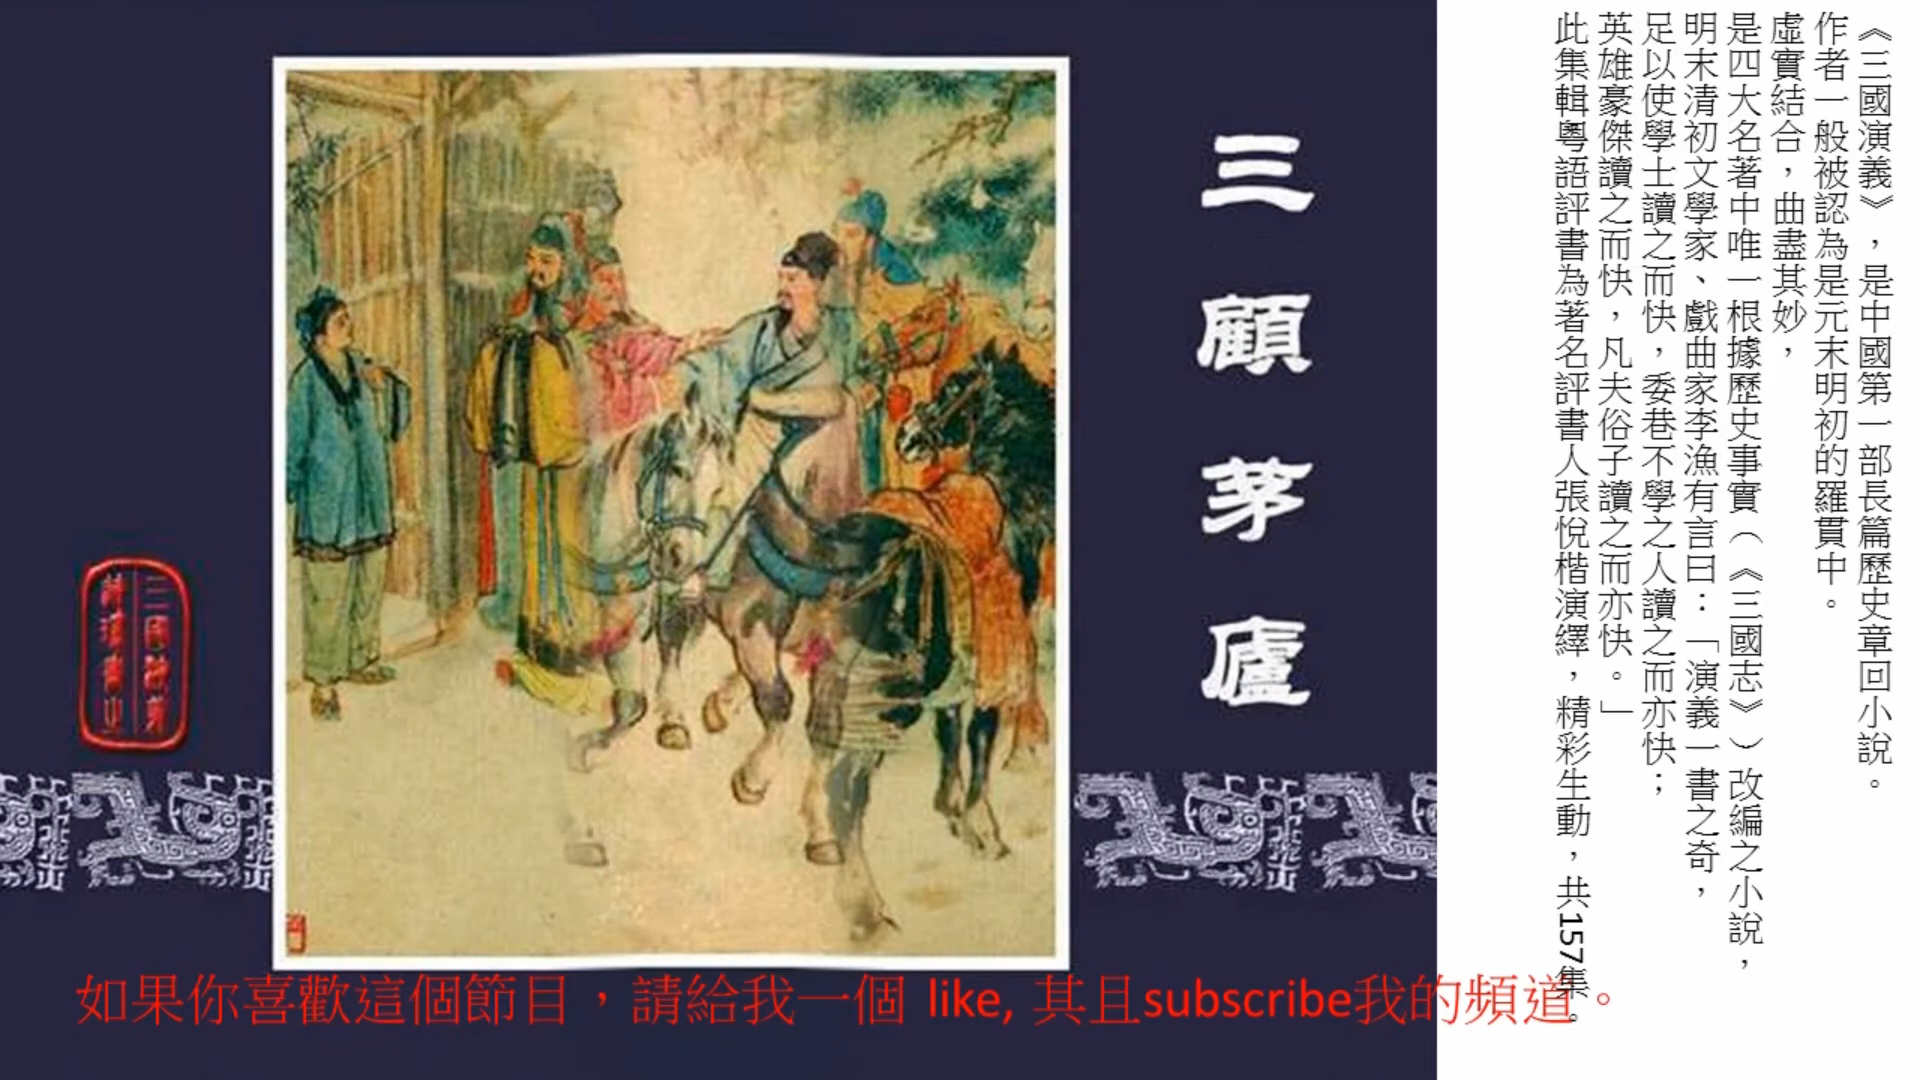 《三國演義》，是中國第一部長篇歷史章回小說。
作者一般被認為是元末明初的羅貫中。
虛實結合，曲盡其妙，
是四大名著中唯一根據歷史事實（《三國志》）改編之小說，
明末清初文學家、戲曲家李漁有言曰：「演義一書之奇，
足以使學士讀之而快，委巷不學之人讀之而亦快；
英雄豪傑讀之而快，凡夫俗子讀之而亦快。」
此集輯粵語評書為著名評書人張悅楷演繹，精彩生動，共157集。
三顧茅廬
如果你喜歡這個節目，請給我一個 like, 其且subscribe我的頻道。